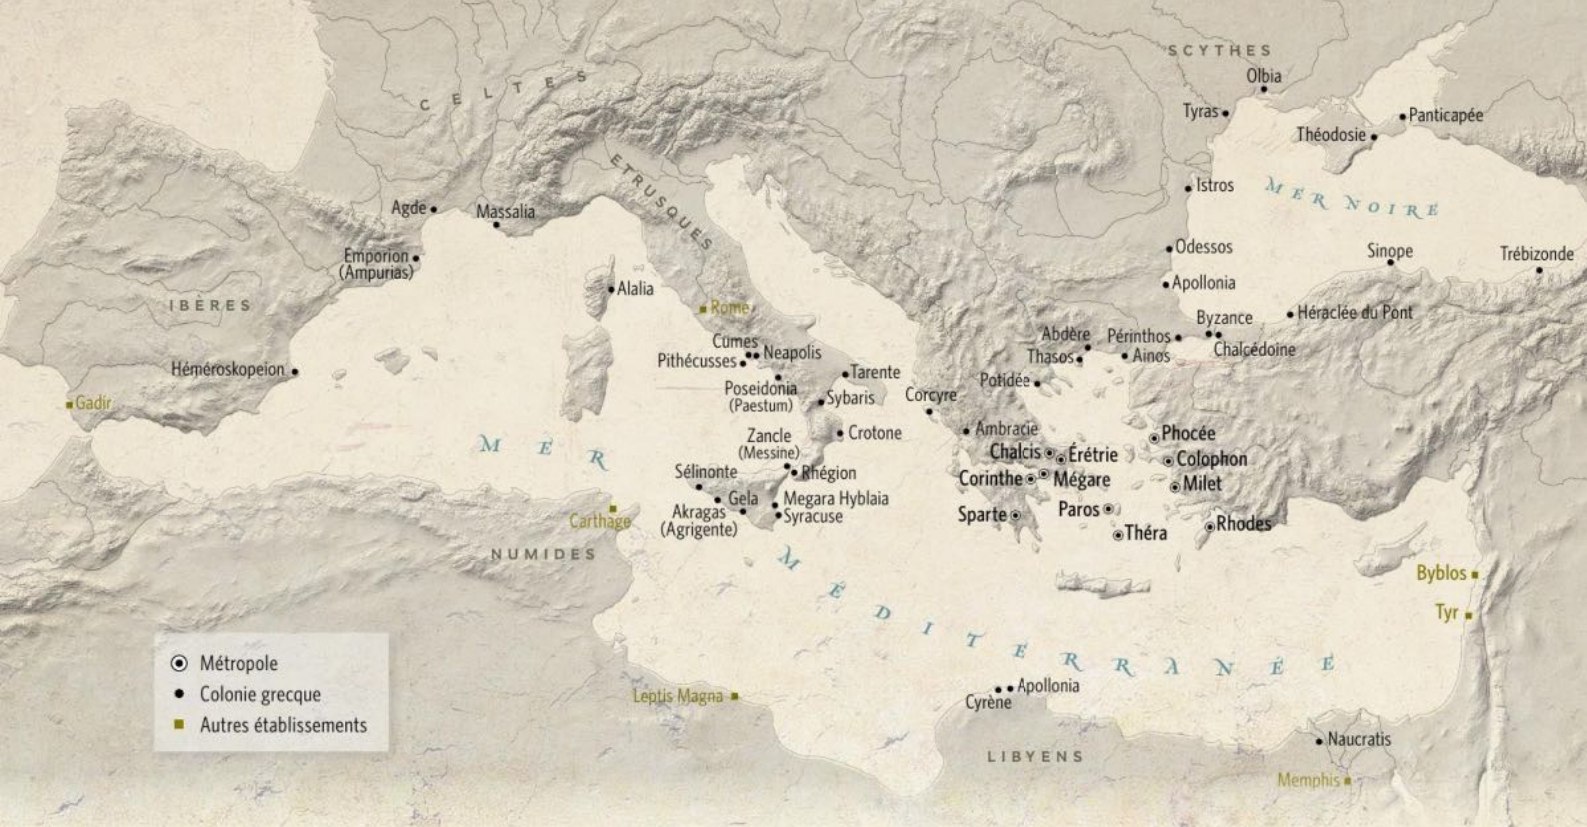 SCYTHES
Olbia
CELTES
Tyras
Panticapée
Théodosie
ETRUSQUES
Istros
MER NOIRE
Agde
Massalia
Odessos
Sinope
Trébizonde
Emporion
(Ampurias)
Alalia
Apollonia
IBÈRES
Rome
Héraclée du Pont
Byzance
Abdère
Périnthos
Cumes
Neapolis
Chalcédoine
Thasos
Ainos
Pithécusses
Héméroskopeion
Tarente
Potidée
Poseidonia
(Paestum)
Sybaris
Corcyre
Gadir
Ambracie
Phocée
Crotone
Zancle
(Messine)
Chalcis
Érétrie
Colophon
MER
Sélinonte
Rhégion
Corinthe
Mégare
Milet
Gela
Megara Hyblaia
Akragas
(Agrigente)
Syracuse
Sparte
Paros
Carthage
Théra
Rhodes
NUMIDES
MÉDITERRANÉE
Byblos
Tyr
Métropole
Colonie grecque
Autres établissements
Leptis Magna
Apollonia
Cyrène
LIBYENS
Naucratis
Memphis